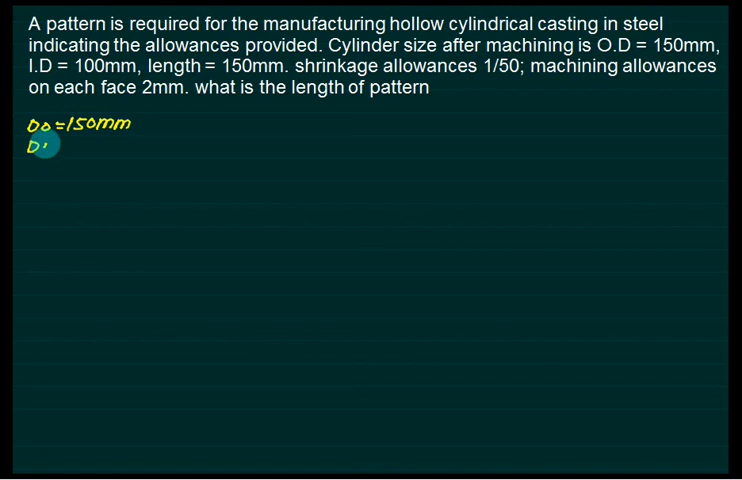 A pattern is required for the manufacturing hollow cylindrical casting in steel
indicating the allowances provided. Cylinder size after machining is O.D = 150mm,
I.D = 100mm, length = 150mm. shrinkage allowances 1/50; machining allowances
on each face 2mm. what is the length of pattern
Do =150mm
Di